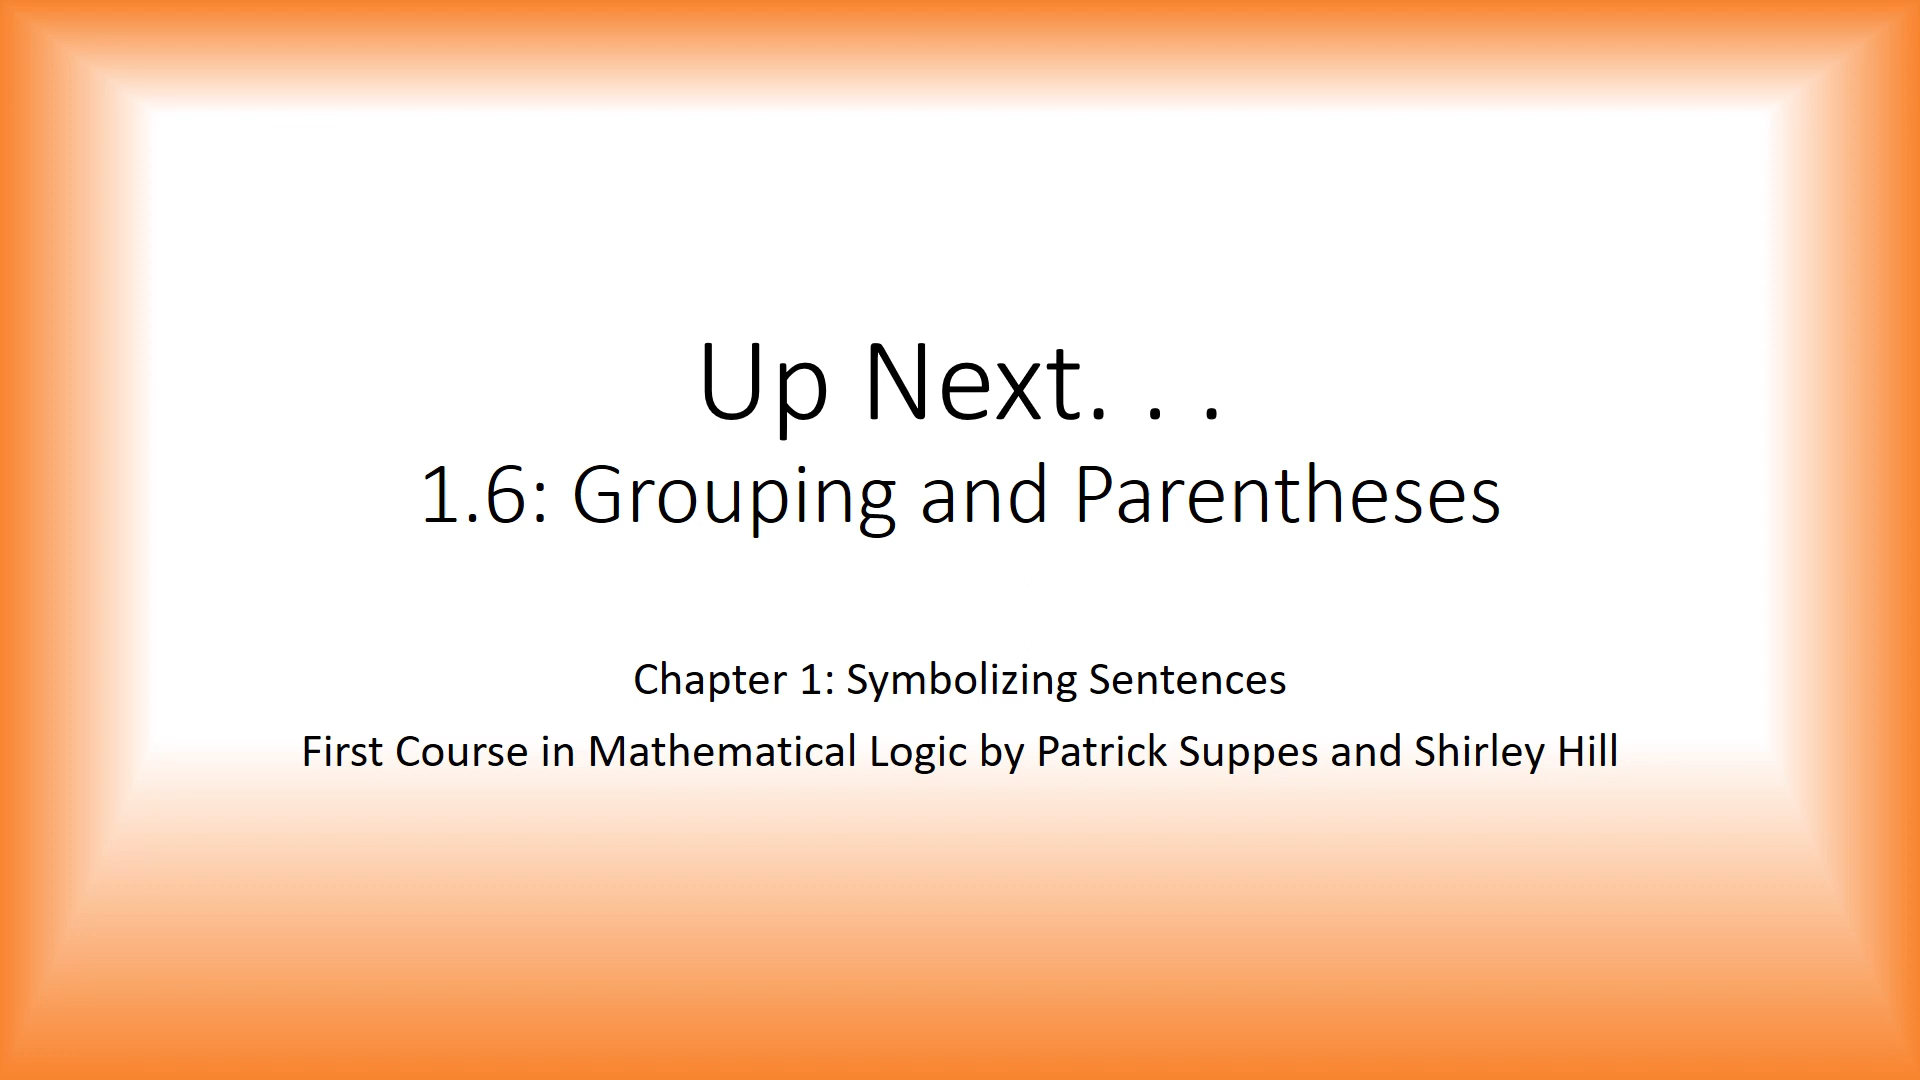 Up Next. . .
1.6: Grouping and Parentheses
Chapter 1: Symbolizing Sentences
First Course in Mathematical Logic by Patrick Suppes and Shirley Hill